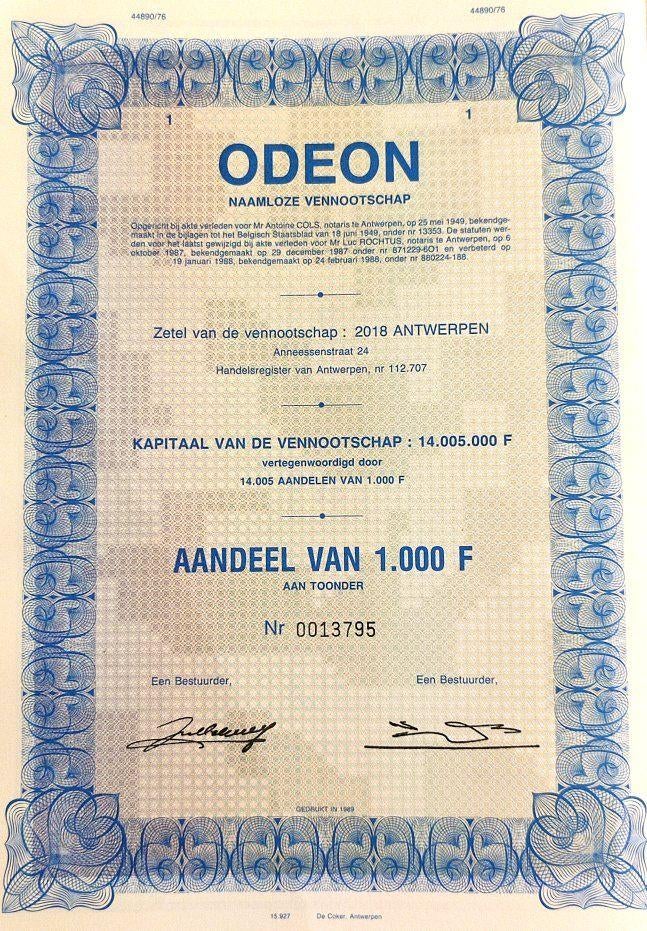 44890/76 44890/76
1 1
ODEON
NAAMLOZE VENNOOTSCHAP
Opgericht bij akte verleden voor Mr Antoine COLS, notaris te Antwerpen, op 25 mei 1949, bekendge-
maakt in de bijlagen tot het Belgisch Staatsblad van 18 juni 1949, onder nr 13353. De statuten wer-
den voor het laatst gewijzigd bij akte verleden voor Mr Luc ROCHTUS, notaris te Antwerpen, op 6
oktober 1987, bekendgemaakt op 29 december 1987 onder nr 871229-6O1 en verbeterd op
19 januari 1988, bekendgemaakt op 24 februari 1988, onder nr 880224-188.
Zetel van de vennootschap : 2018 ANTWERPEN
Anneessenstraat 24
Handelsregister van Antwerpen, nr 112.707
KAPITAAL VAN DE VENNOOTSCHAP : 14.005.000 F
vertegenwoordigd door
14.005 AANDELEN VAN 1.000 F
AANDEEL VAN 1.000 F
AAN TOONDER
Nr 0013795
Een Bestuurder, Een Bestuurder,
GEDRUKT IN 1989
15.927 De Coker, Antwerpen